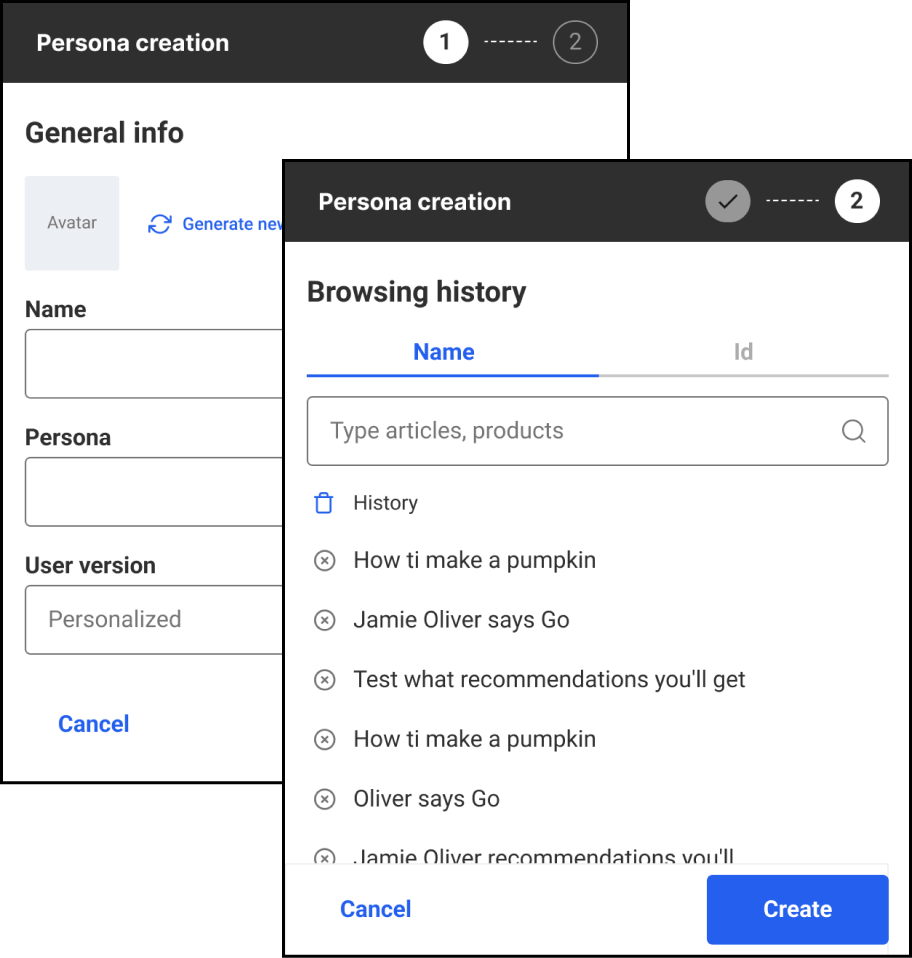 Persona creation
1
2
General info
Avatar
Generate new
Name
Persona
User version
Personalized
Cancel
Persona creation
2
Browsing history
Name
Id
Type articles, products
History
How ti make a pumpkin
Jamie Oliver says Go
Test what recommendations you'll get
How ti make a pumpkin
Oliver says Go
Jamie Oliver recommendations you'll
Cancel
Create